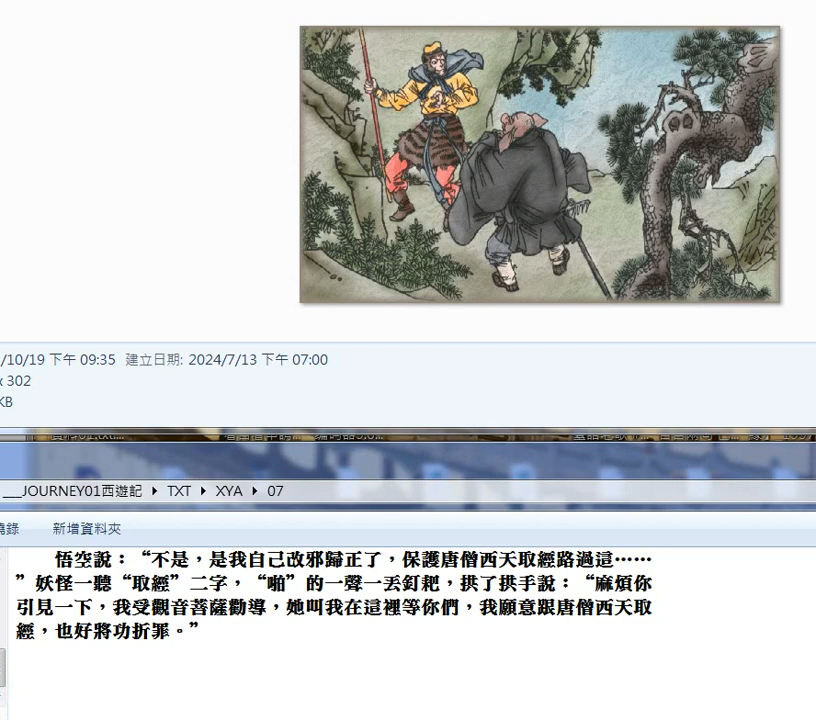 /10/19 下午 09:35 建立日期: 2024/7/13 下午 07:00
x 302
KB
___JOURNEY01西遊記 ▸ TXT ▸ XYA ▸ 07
燒錄 新增資料夾
悟空說：“不是，是我自己改邪歸正了，保護唐僧西天取經路過這⋯⋯
”妖怪一聽“取經”二字，“啪”的一聲一丟釘耙，拱了拱手說：“麻煩你
引見一下，我受觀音菩薩勸導，她叫我在這裡等你們，我願意跟唐僧西天取
經，也好將功折罪。”